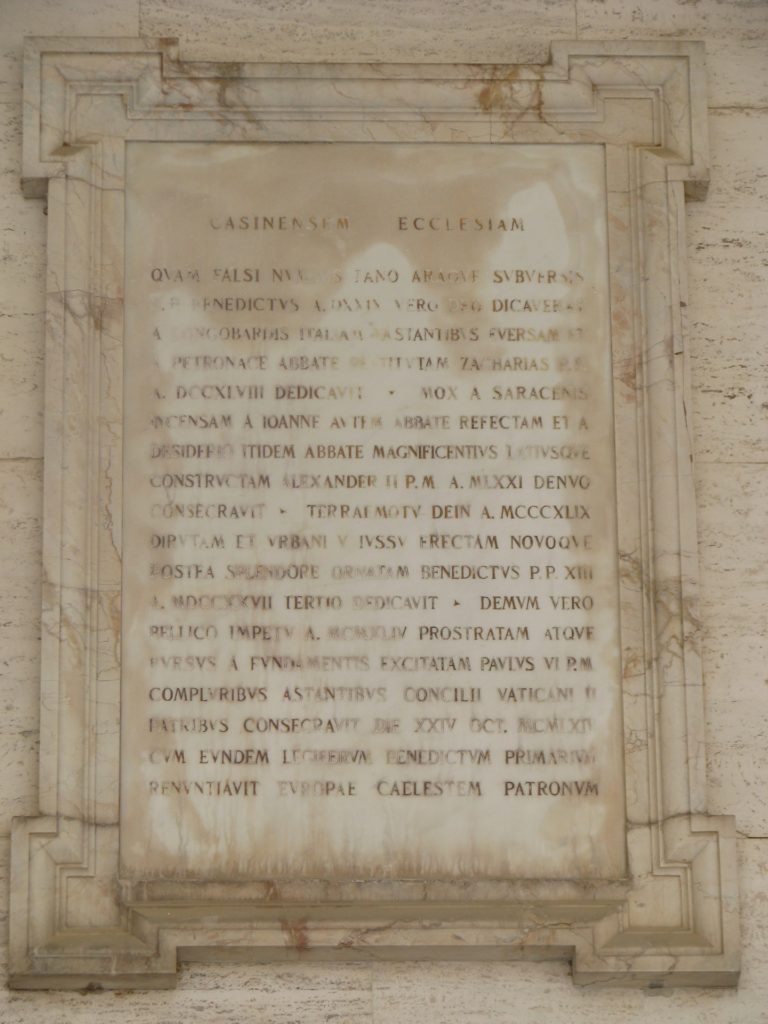 CASINENSEM ECCLESIAM
QVAM FALSI NVMINIS FANO ARAQVE SVBVERSIS
BENEDICTVS A. DXXIX VERO DEO DICAVERAT
A LONGOBARDIS ITALIAM VASTANTIBVS EVERSAM ET
A PETRONACE ABBATE RESTITVTAM ZACHARIAS P.P.
A. DCCXLVIII DEDICAVIT • MOX A SARACENIS
INCENSAM A IOANNE AVTEM ABBATE REFECTAM ET A
DESIDERIO ITIDEM ABBATE MAGNIFICENTIVS LATIVSQVE
CONSTRVCTAM ALEXANDER II P.M A. MLXXI DENVO
CONSECRAVIT ‣ TERRAEMOTV DEIN A. MCCCXLIX
DIRVTAM ET VRBANI V IVSSV ERECTAM NOVOQVE
POSTEA SPLENDORE ORNATAM BENEDICTVS P.P. XIII
A. MDCCXXVII TERTIO DEDICAVIT ‣ DEMVM VERO
BELLICO IMPETV A. MCMXLIV PROSTRATAM ATQVE
RVRSVS A FVNDAMENTIS EXCITATAM PAVLVS VI P.M
COMPLVRIBVS ASTANTIBVS CONCILII VATICANI II
PATRIBVS CONSECRAVIT DIE XXIV OCT. MCMLXIV
CVM EVNDEM LEGIFERVM BENEDICTVM PRIMARIVM
RENVNTIAVIT EVROPAE CAELESTEM PATRONVM